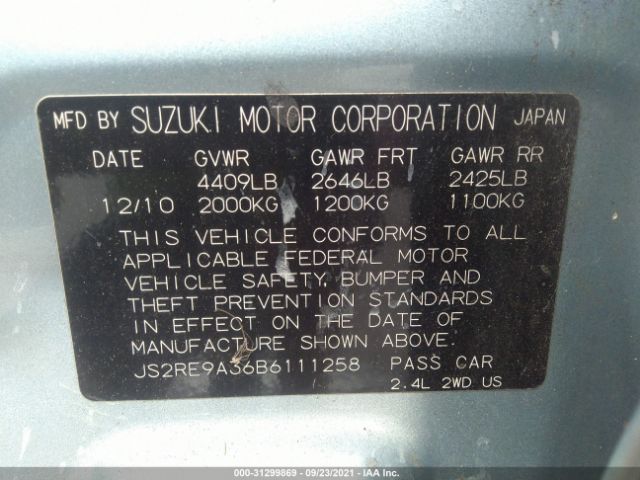 MFD BY SUZUKI MOTOR CORPORATION JAPAN
DATE GVWR GAWR FRT GAWR RR
4409LB 2646LB 2425LB
12/10 2000KG 1200KG 1100KG
THIS VEHICLE CONFORMS TO ALL
APPLICABLE FEDERAL MOTOR
VEHICLE SAFETY, BUMPER AND
THEFT PREVENTION STANDARDS
IN EFFECT ON THE DATE OF
MANUFACTURE SHOWN ABOVE.
JS2RE9A36B6111258 PASS CAR
2.4L 2WD US
000-31299869 - 09/23/2021 - IAA Inc.